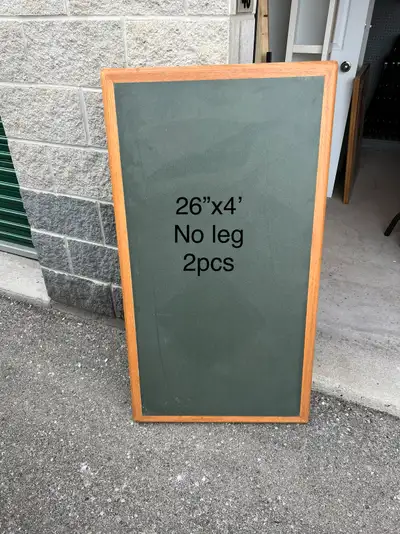 26”x4’
No leg
2pcs